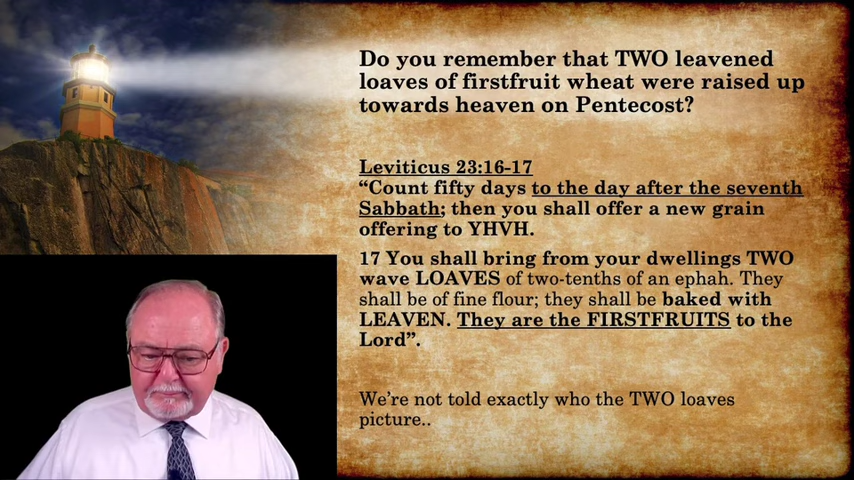 Do you remember that TWO leavened
loaves of firstfruit wheat were raised up
towards heaven on Pentecost?
Leviticus 23:16-17
“Count fifty days to the day after the seventh
Sabbath; then you shall offer a new grain
offering to YHVH.
17 You shall bring from your dwellings TWO
wave LOAVES of two-tenths of an ephah. They
shall be of fine flour; they shall be baked with
LEAVEN. They are the FIRSTFRUITS to the
Lord”.
We’re not told exactly who the TWO loaves
picture..